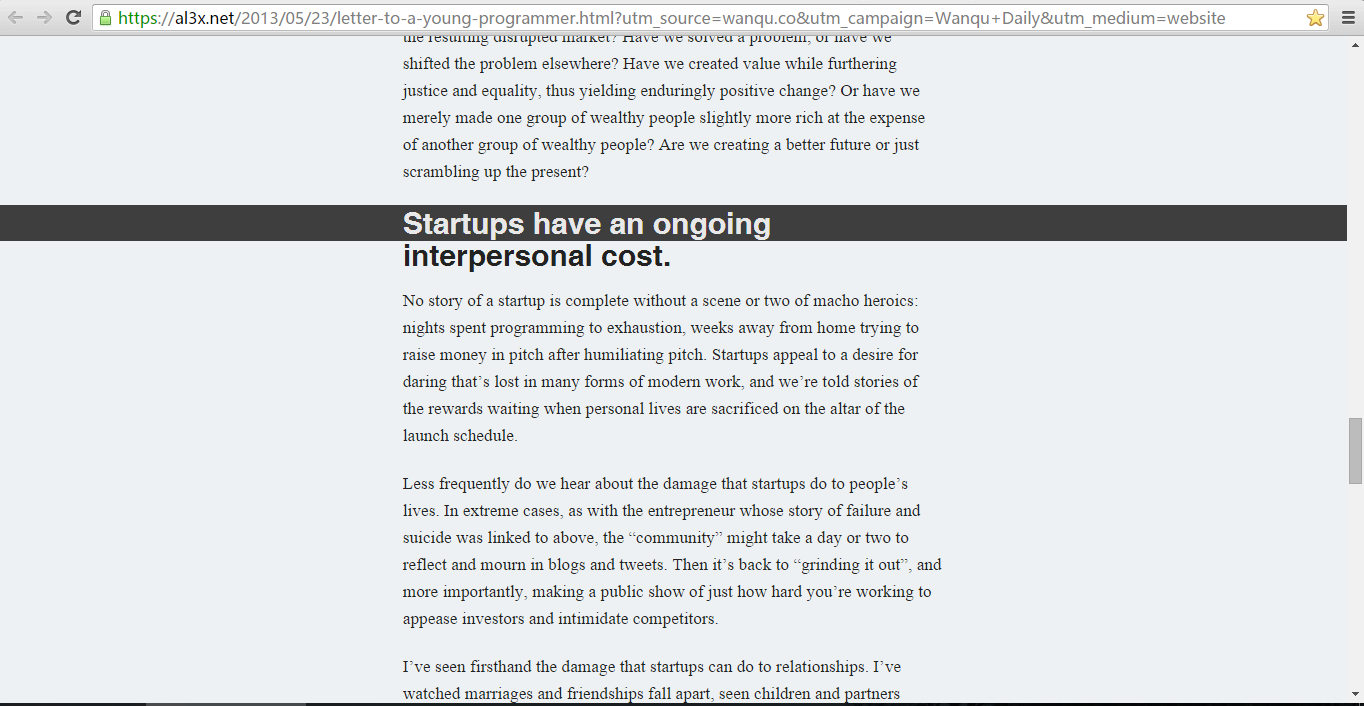 https://al3x.net/2013/05/23/letter-to-a-young-programmer.html?utm_source=wanqu.co&utm_campaign=Wanqu+Daily&utm_medium=website
the resulting disrupted market? Have we solved a problem, or have we
shifted the problem elsewhere? Have we created value while furthering
justice and equality, thus yielding enduringly positive change? Or have we
merely made one group of wealthy people slightly more rich at the expense
of another group of wealthy people? Are we creating a better future or just
scrambling up the present?
Startups have an ongoing
interpersonal cost.
No story of a startup is complete without a scene or two of macho heroics:
nights spent programming to exhaustion, weeks away from home trying to
raise money in pitch after humiliating pitch. Startups appeal to a desire for
daring that’s lost in many forms of modern work, and we’re told stories of
the rewards waiting when personal lives are sacrificed on the altar of the
launch schedule.
Less frequently do we hear about the damage that startups do to people’s
lives. In extreme cases, as with the entrepreneur whose story of failure and
suicide was linked to above, the “community” might take a day or two to
reflect and mourn in blogs and tweets. Then it’s back to “grinding it out”, and
more importantly, making a public show of just how hard you’re working to
appease investors and intimidate competitors.
I’ve seen firsthand the damage that startups can do to relationships. I’ve
watched marriages and friendships fall apart, seen children and partners